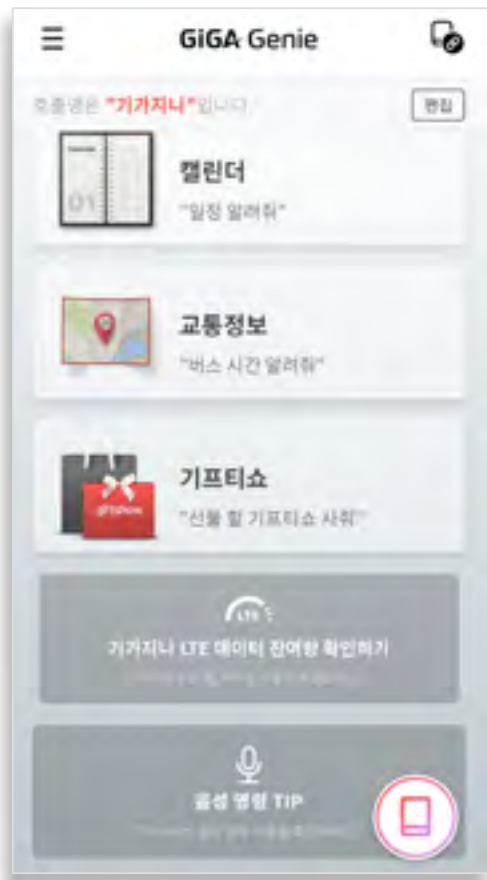 GiGA Genie
호출명은 "기가지니"입니다.
편집
캘린더
"일정 알려줘"
교통정보
"버스 시간 알려줘"
giftshow
기프티쇼
"선물 할 기프티쇼 사줘"
LTE
기가지니 LTE 데이터 잔여량 확인하기
음성 명령 TIP